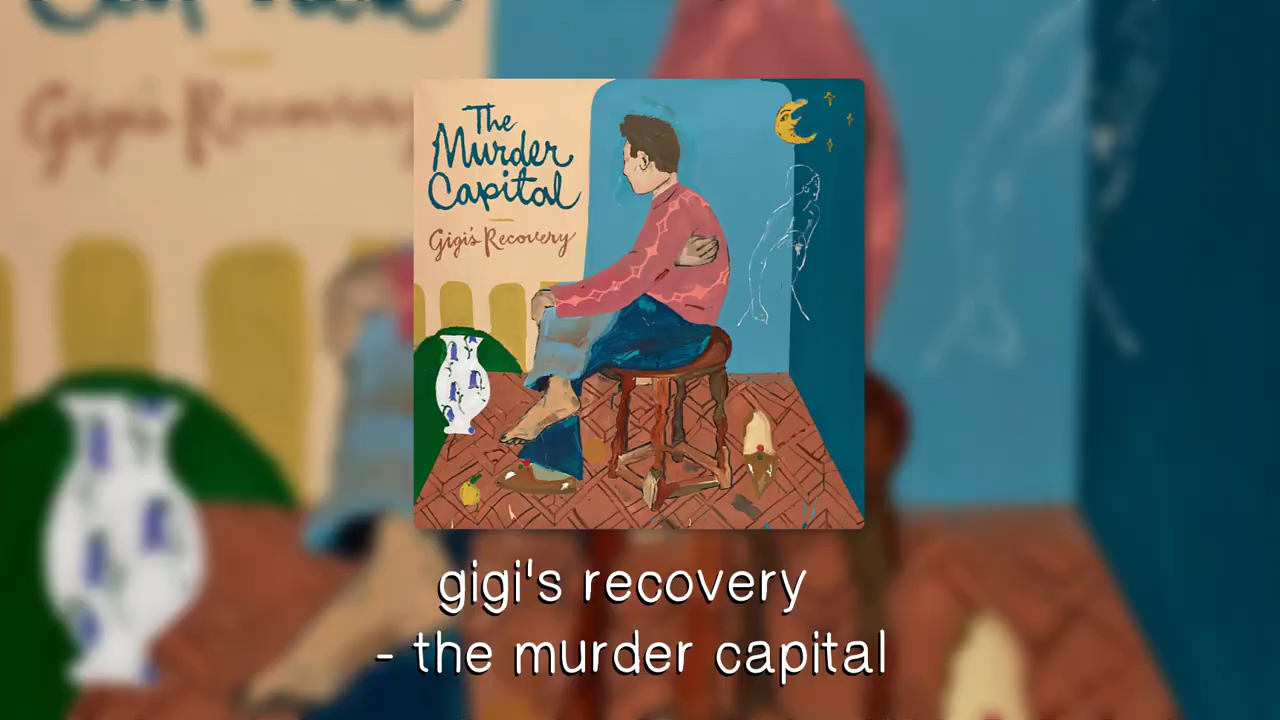 The
Murder
Capital
Gigi's Recovery
gigi's recovery
- the murder capital